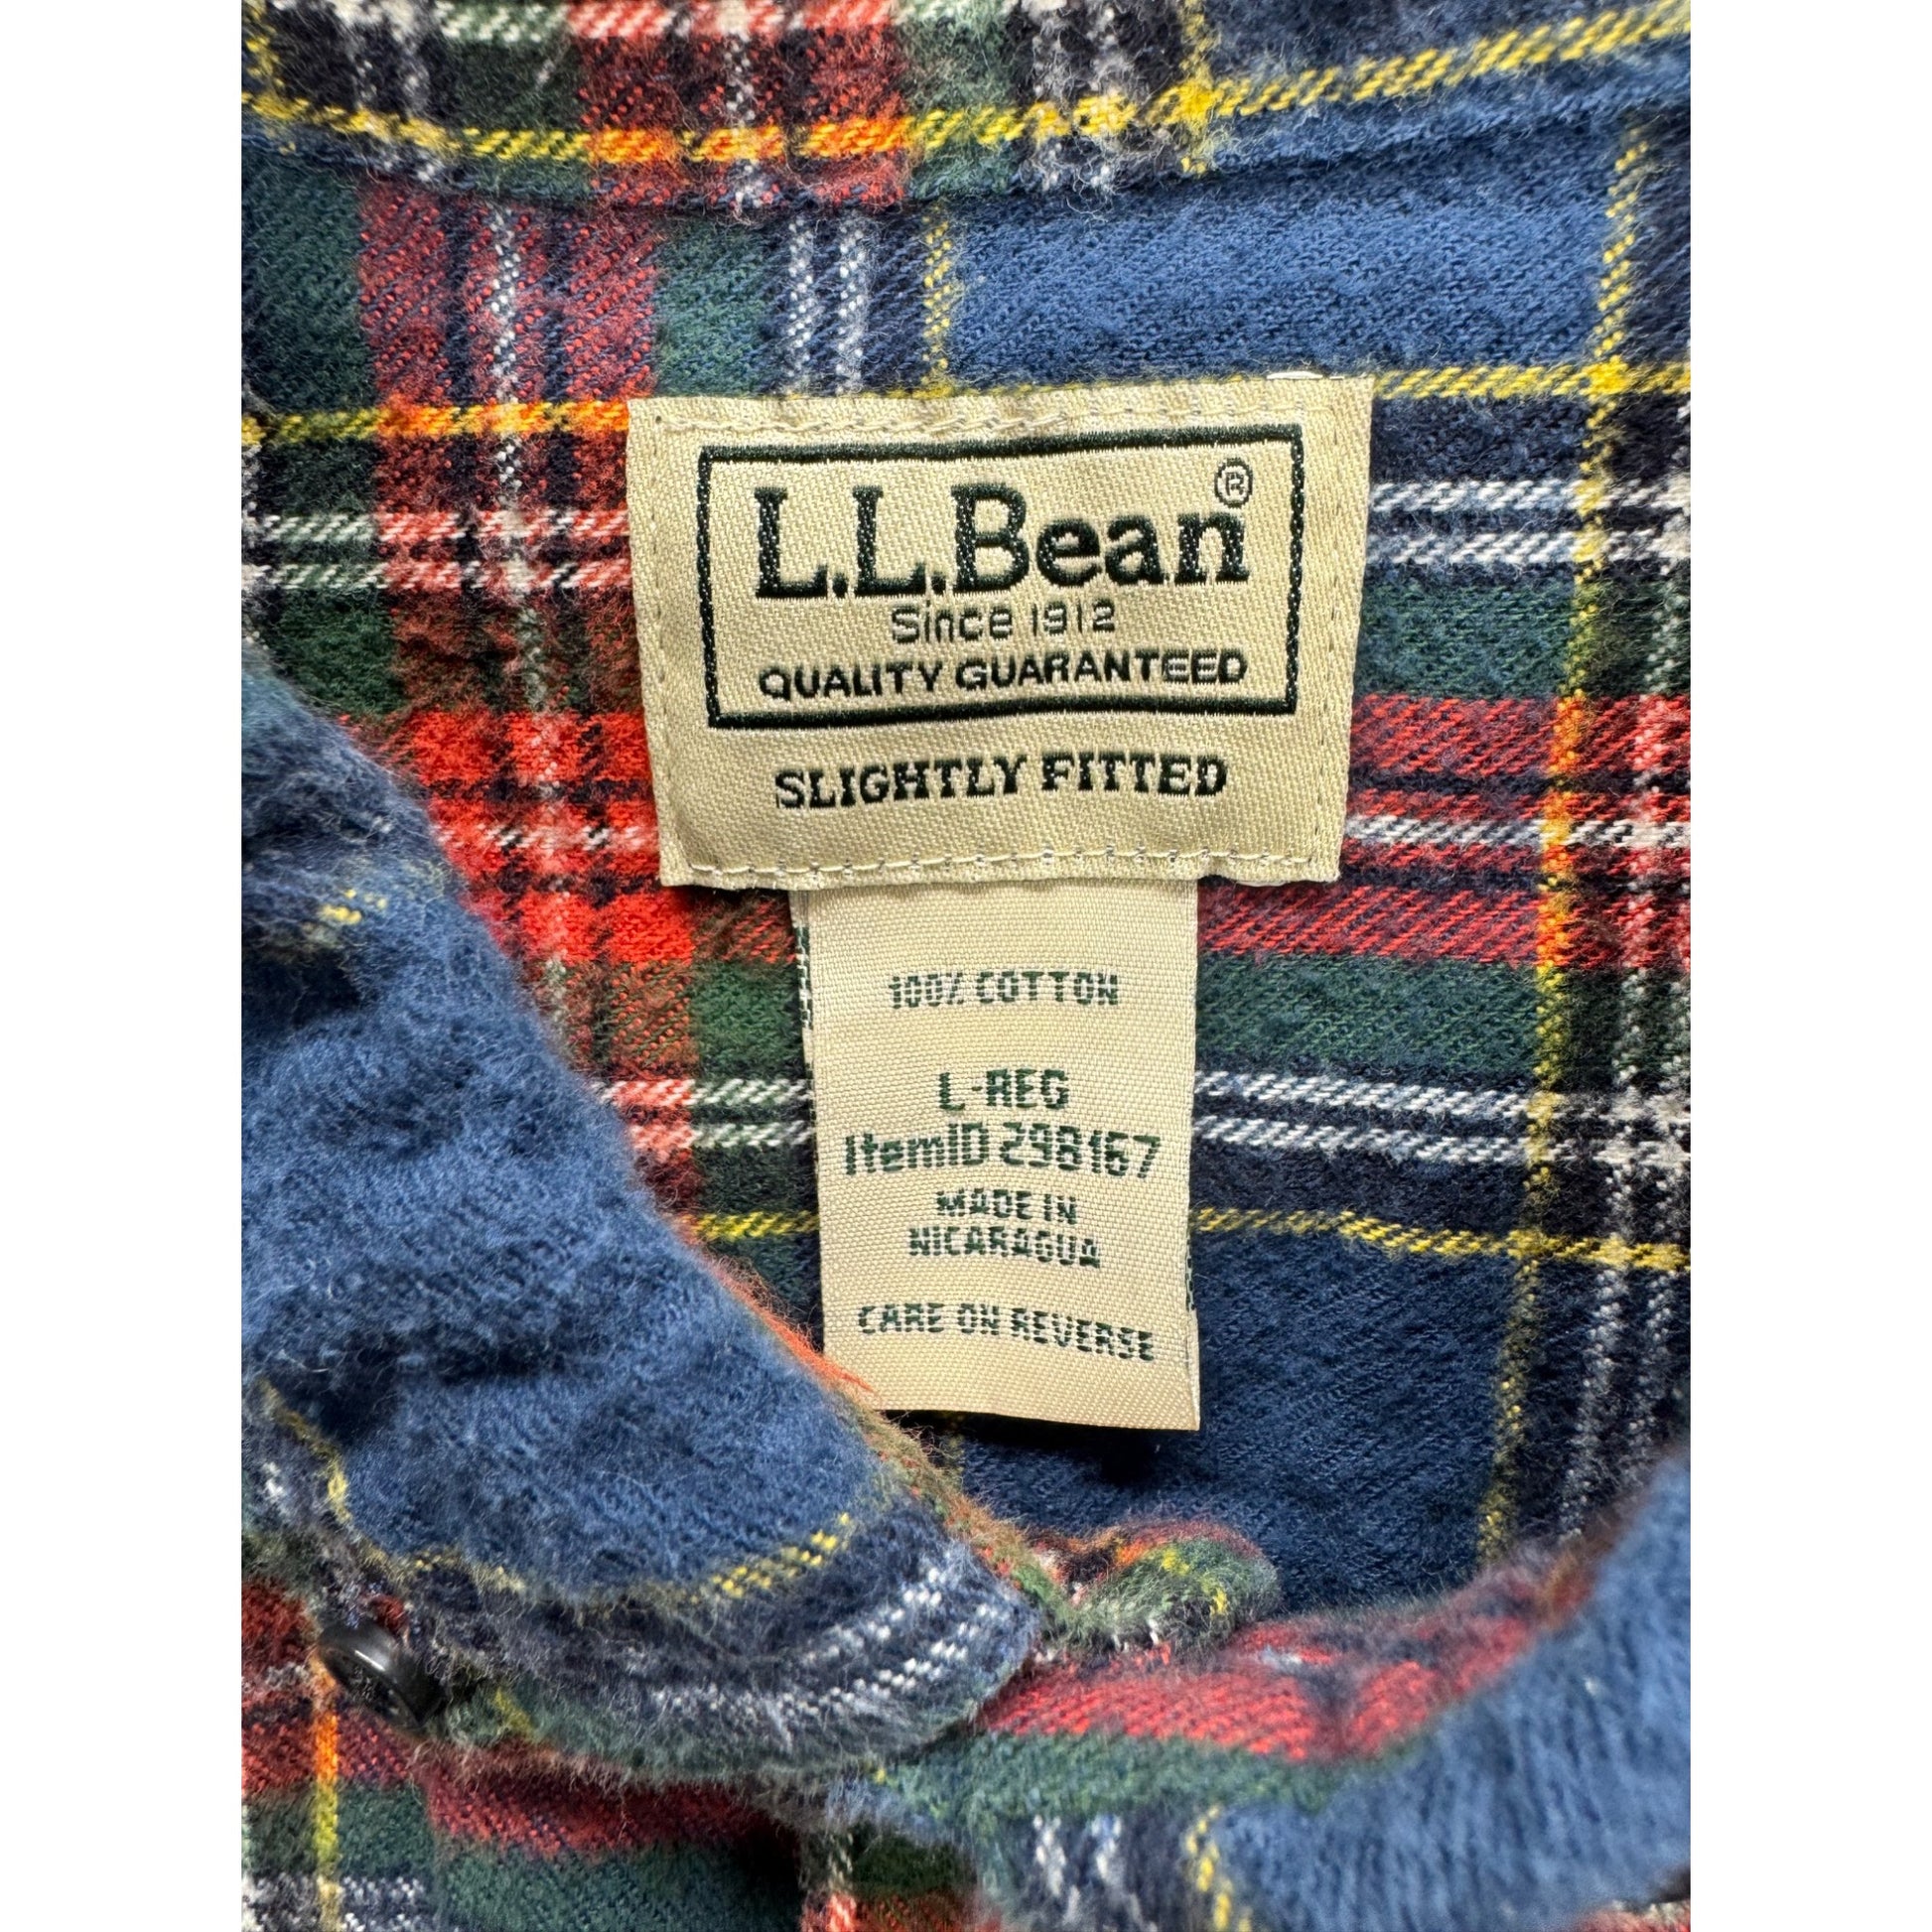 L.L.Bean®
Since 1912
QUALITY GUARANTEED
SLIGHTLY FITTED
100% COTTON
L-REG
ItemID 298167
MADE IN
NICARAGUA
CARE ON REVERSE